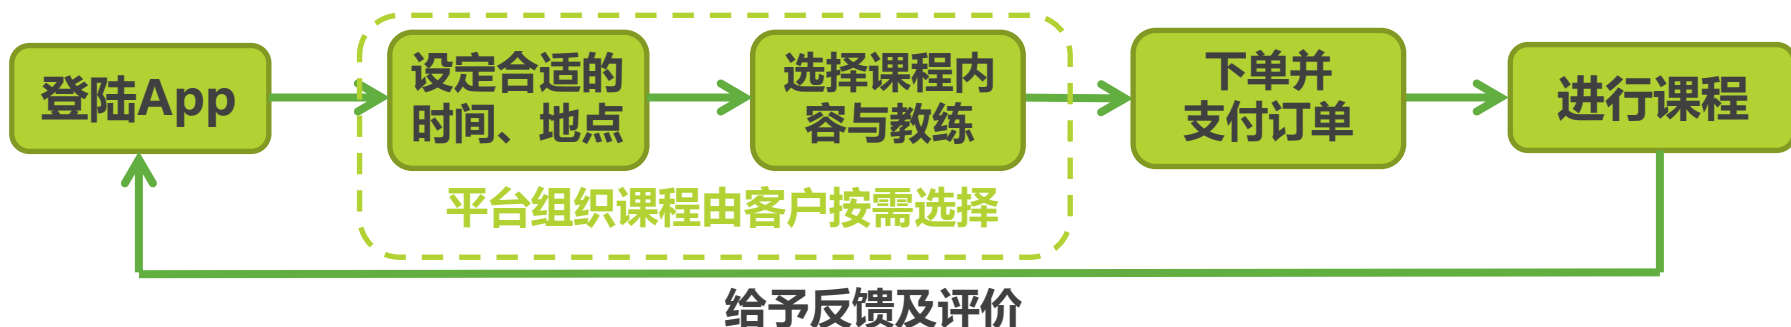 登陆App
设定合适的
时间、地点
选择课程内
容与教练
下单并
支付订单
进行课程
平台组织课程由客户按需选择
给予反馈及评价